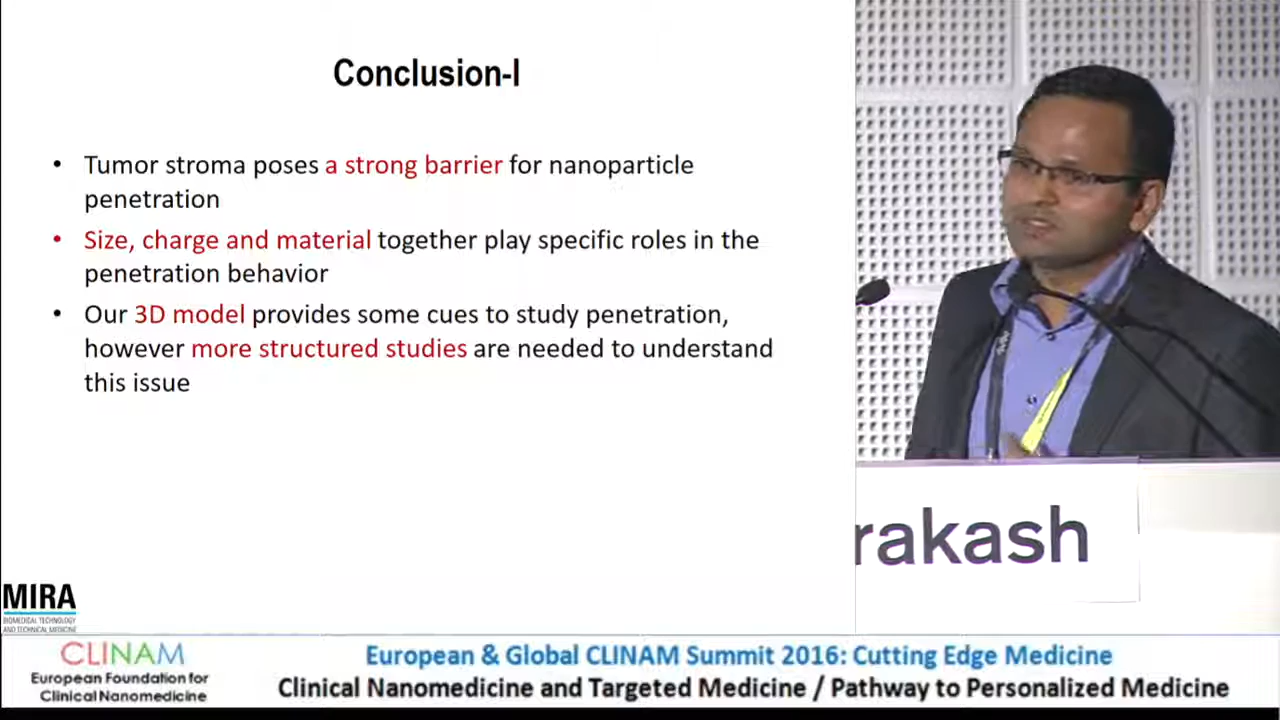 Conclusion-I
• Tumor stroma poses a strong barrier for nanoparticle
penetration
• Size, charge and material together play specific roles in the
penetration behavior
• Our 3D model provides some cues to study penetration,
however more structured studies are needed to understand
this issue
rakash
MIRA
BIOMEDICAL TECHNOLOGY
AND TECHNICAL MEDICINE
CLINAM
European Foundation for
Clinical Nanomedicine
European & Global CLINAM Summit 2016: Cutting Edge Medicine
Clinical Nanomedicine and Targeted Medicine / Pathway to Personalized Medicine